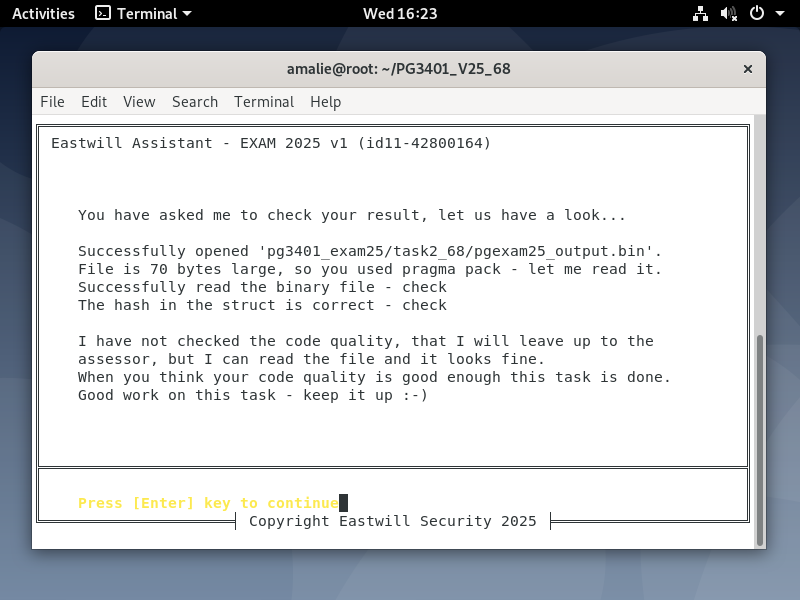 Activities Terminal Wed 16:23
amalie@root: ~/PG3401_V25_68 ×
File Edit View Search Terminal Help
Eastwill Assistant - EXAM 2025 v1 (id11-42800164)
You have asked me to check your result, let us have a look...
Successfully opened 'pg3401_exam25/task2_68/pgexam25_output.bin'.
File is 70 bytes large, so you used pragma pack - let me read it.
Successfully read the binary file - check
The hash in the struct is correct - check
I have not checked the code quality, that I will leave up to the
assessor, but I can read the file and it looks fine.
When you think your code quality is good enough this task is done.
Good work on this task - keep it up :-)
Press [Enter] key to continue
Copyright Eastwill Security 2025